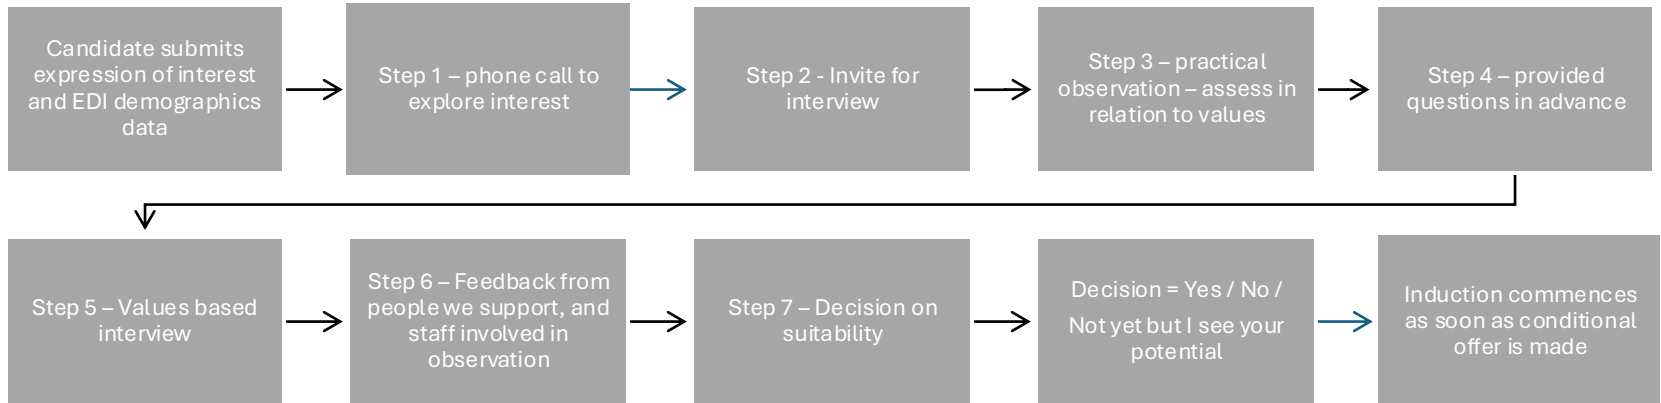 Candidate submits
expression of interest
and EDI demographics
data
Step 1 – phone call to
explore interest
Step 2 - Invite for
interview
Step 3 – practical
observation – assess in
relation to values
Step 4 – provided
questions in advance
Step 5 – Values based
interview
Step 6 – Feedback from
people we support, and
staff involved in
observation
Step 7 – Decision on
suitability
Decision = Yes / No /
Not yet but I see your
potential
Induction commences
as soon as conditional
offer is made